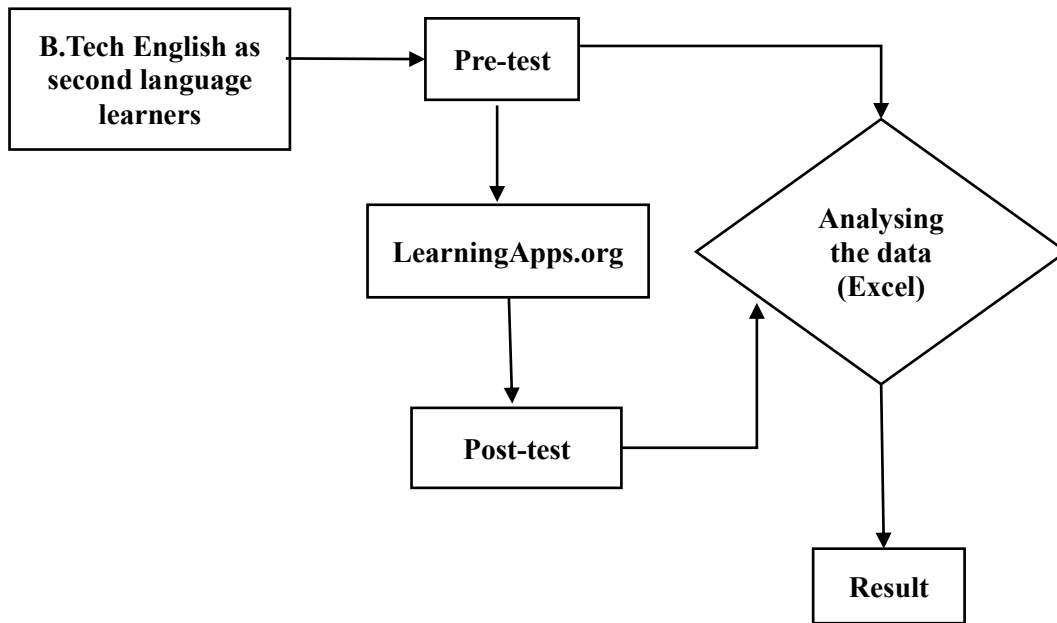 B.Tech English as
second language
learners
Pre-test
LearningApps.org
Analysing
the data
(Excel)
Post-test
Result